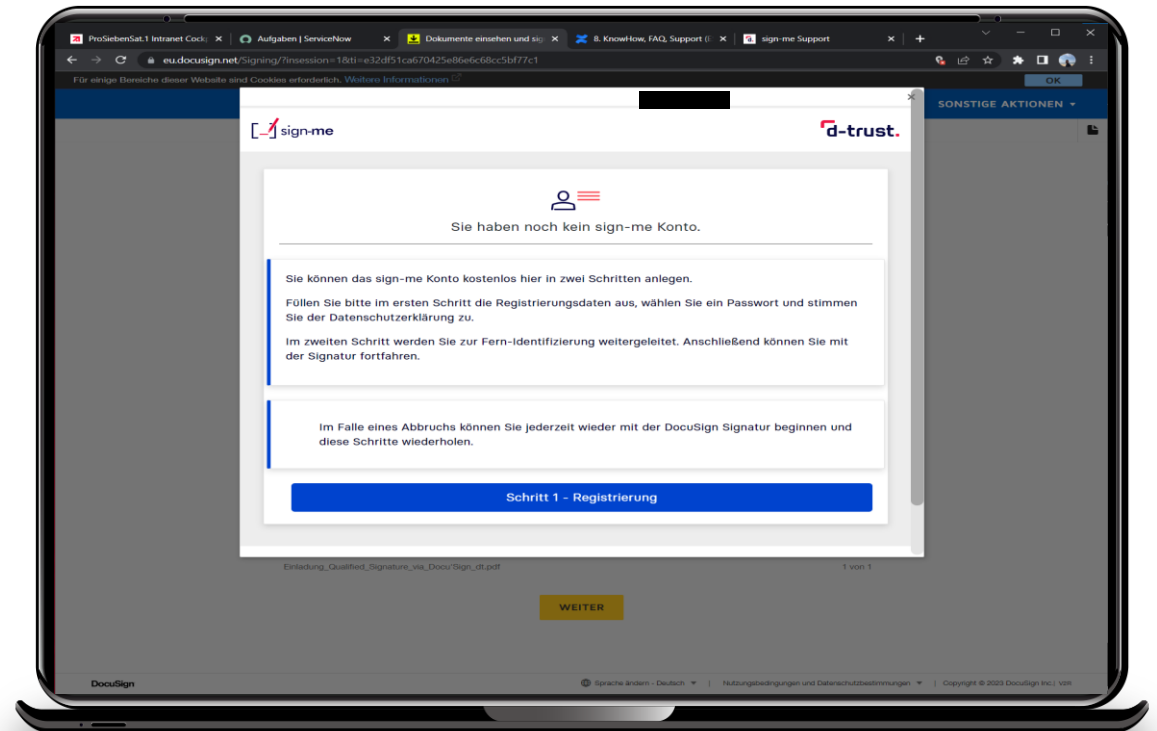 ProSiebenSat.1 Intranet Cock
Aufgaben | ServiceNow
Dokumente einsehen und sig
8. KnowHow, FAQ, Support (
sign-me Support
eu.docusign.net/Signing/?insession=1&ti=e32df51ca670425e86e6c68cc5bf77c1
Für einige Bereiche dieser Website sind Cookies erforderlich. Weitere Informationen
OK
SONSTIGE AKTIONEN
sign-me
d-trust.
Sie haben noch kein sign-me Konto.
Sie können das sign-me Konto kostenlos hier in zwei Schritten anlegen.
Füllen Sie bitte im ersten Schritt die Registrierungsdaten aus, wählen Sie ein Passwort und stimmen
Sie der Datenschutzerklärung zu.
Im zweiten Schritt werden Sie zur Fern-Identifizierung weitergeleitet. Anschließend können Sie mit
der Signatur fortfahren.
Im Falle eines Abbruchs können Sie jederzeit wieder mit der DocuSign Signatur beginnen und
diese Schritte wiederholen.
Schritt 1 - Registrierung
Einladung_Qualified_Signature_via_Docu'Sign_dt.pdf
1 von 1
WEITER
DocuSign
Sprache ändern - Deutsch | Nutzungsbedingungen und Datenschutzbestimmungen | Copyright © 2023 DocuSign Inc. | V2R